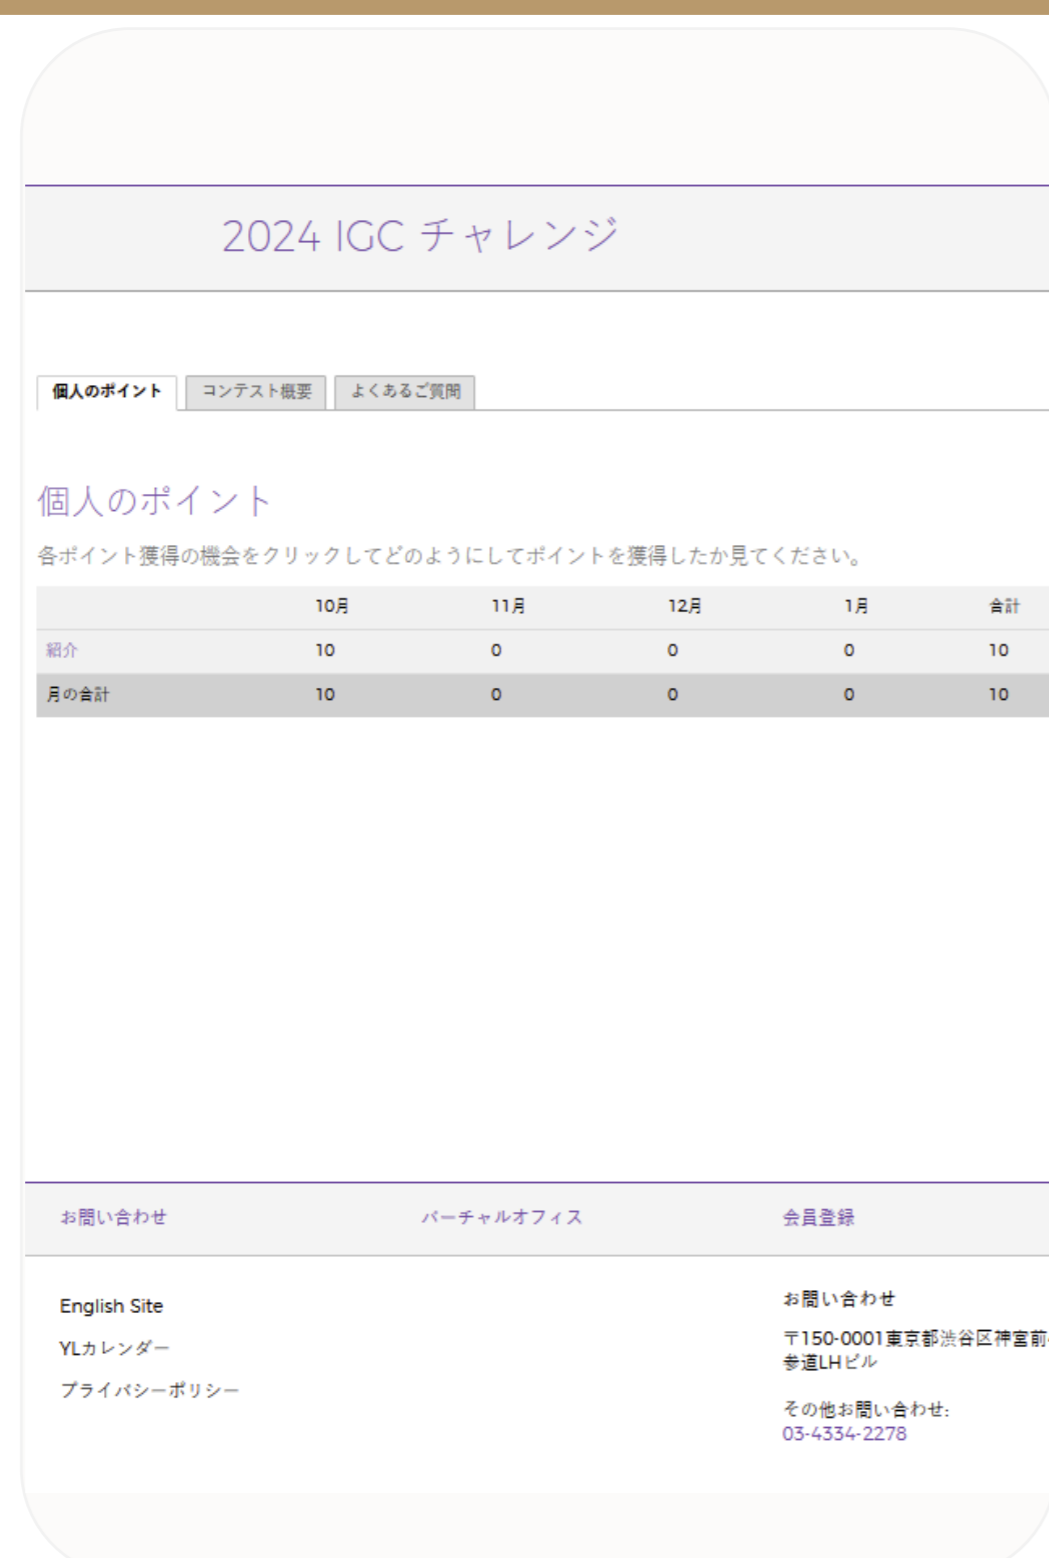 2024 IGC チャレンジ
個人のポイント コンテスト概要 よくあるご質問
個人のポイント
各ポイント獲得の機会をクリックしてどのようにしてポイントを獲得したか見てください。
10月 11月 12月 1月 合計
紹介 10 0 0 0 10
月の合計 10 0 0 0 10
お問い合わせ バーチャルオフィス 会員登録
English Site
YLカレンダー
プライバシーポリシー
お問い合わせ
〒150-0001東京都渋谷区神宮前
参道LHビル
その他お問い合わせ:
03-4334-2278